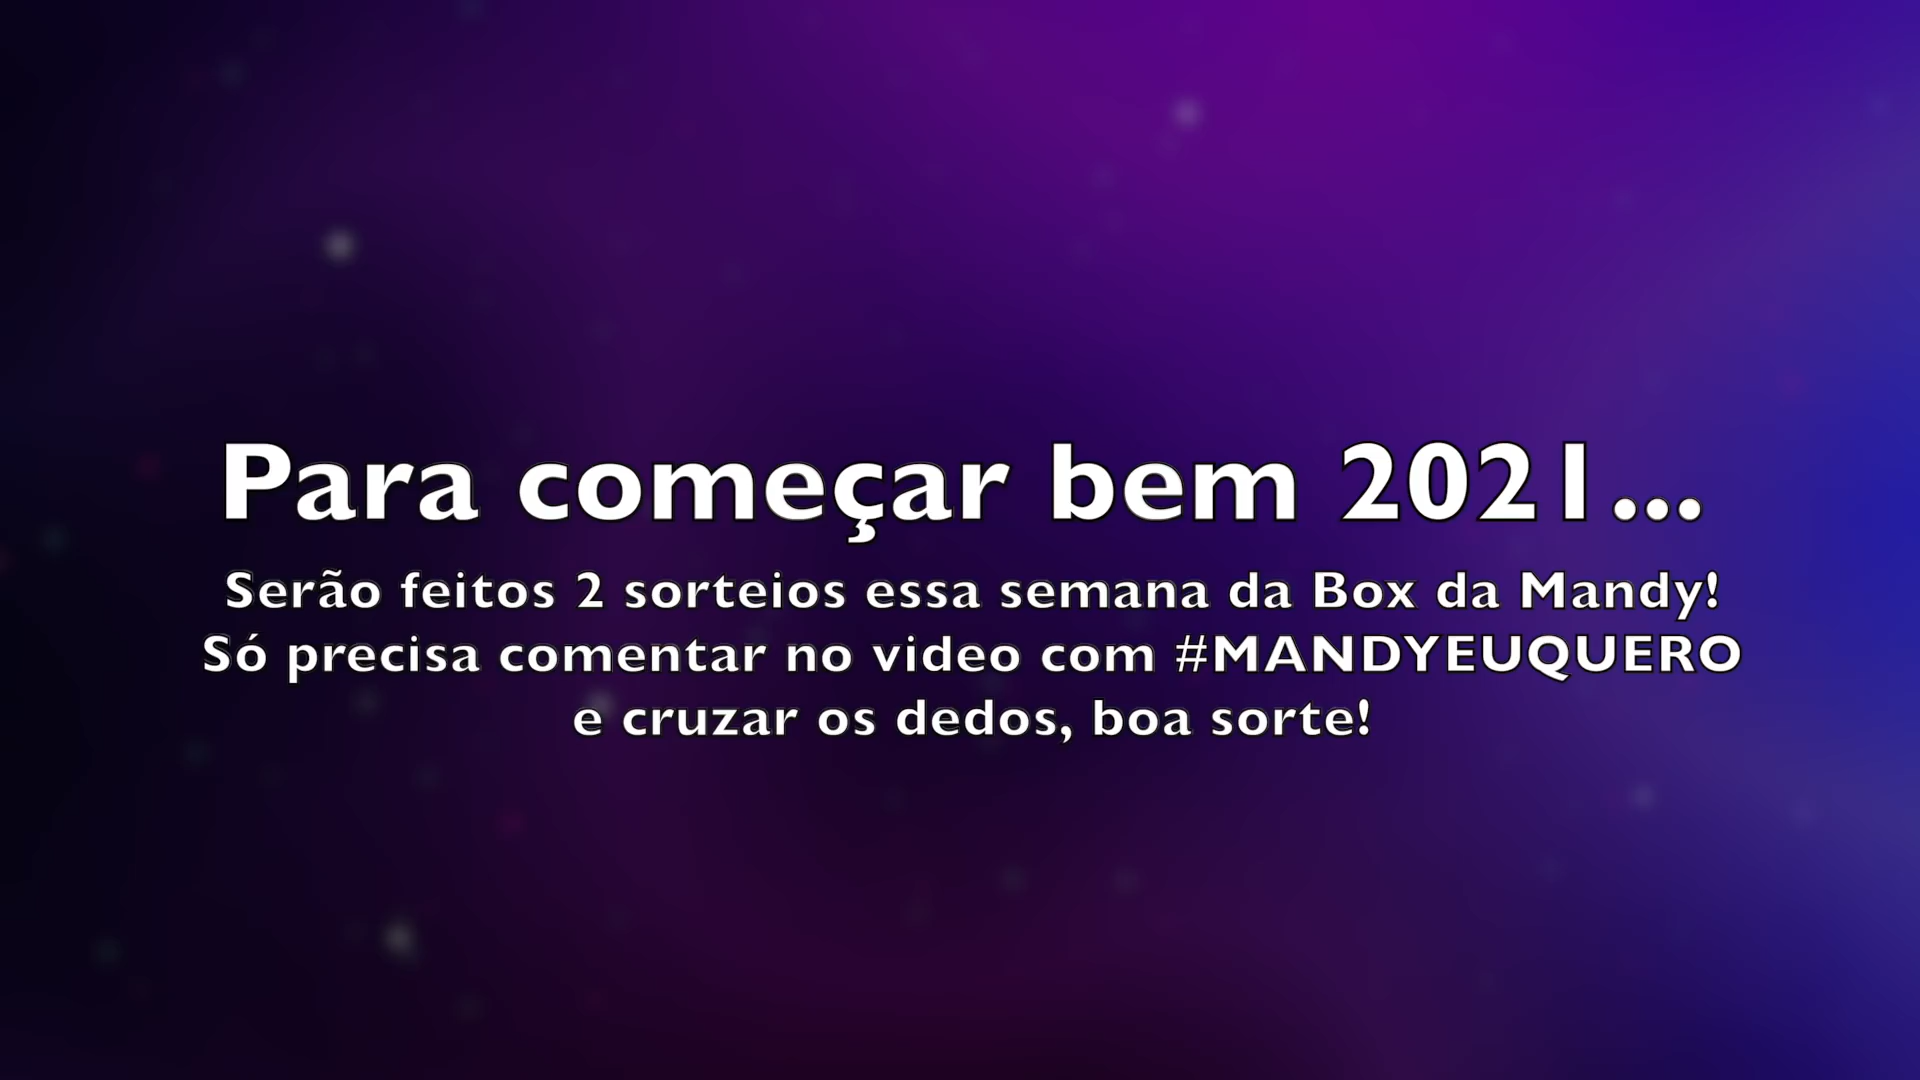 Para começar bem 2021...
Serão feitos 2 sorteios essa semana da Box da Mandy!
Só precisa comentar no video com #MANDYEUQUERO
e cruzar os dedos, boa sorte!